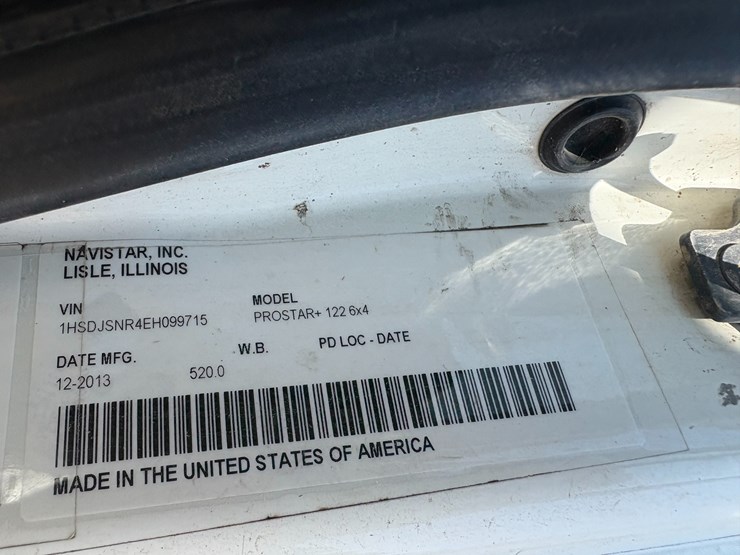 NAVISTAR, INC.
LISLE, ILLINOIS
VIN
1HSDJSNR4EH099715
MODEL
PROSTAR+ 122 6x4
DATE MFG.
12-2013
W.B.
520.0
PD LOC - DATE
MADE IN THE UNITED STATES OF AMERICA